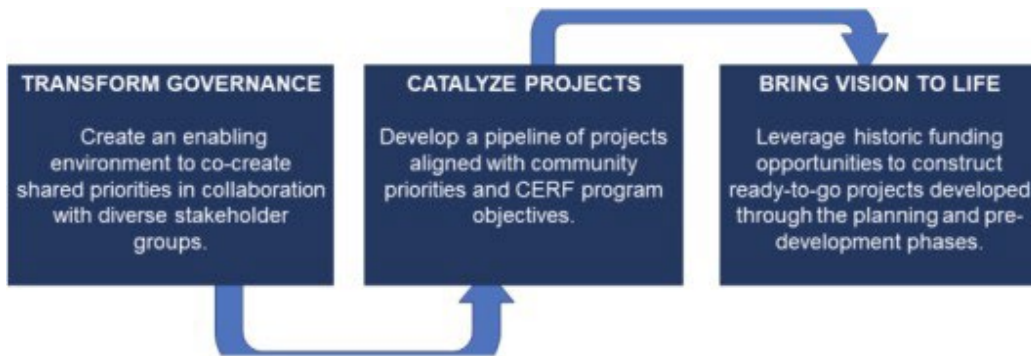 TRANSFORM GOVERNANCE
Create an enabling
environment to co-create
shared priorities in collaboration
with diverse stakeholder
groups.
CATALYZE PROJECTS
Develop a pipeline of projects
aligned with community
priorities and CERF program
objectives.
BRING VISION TO LIFE
Leverage historic funding
opportunities to construct
ready-to-go projects developed
through the planning and pre-
development phases.